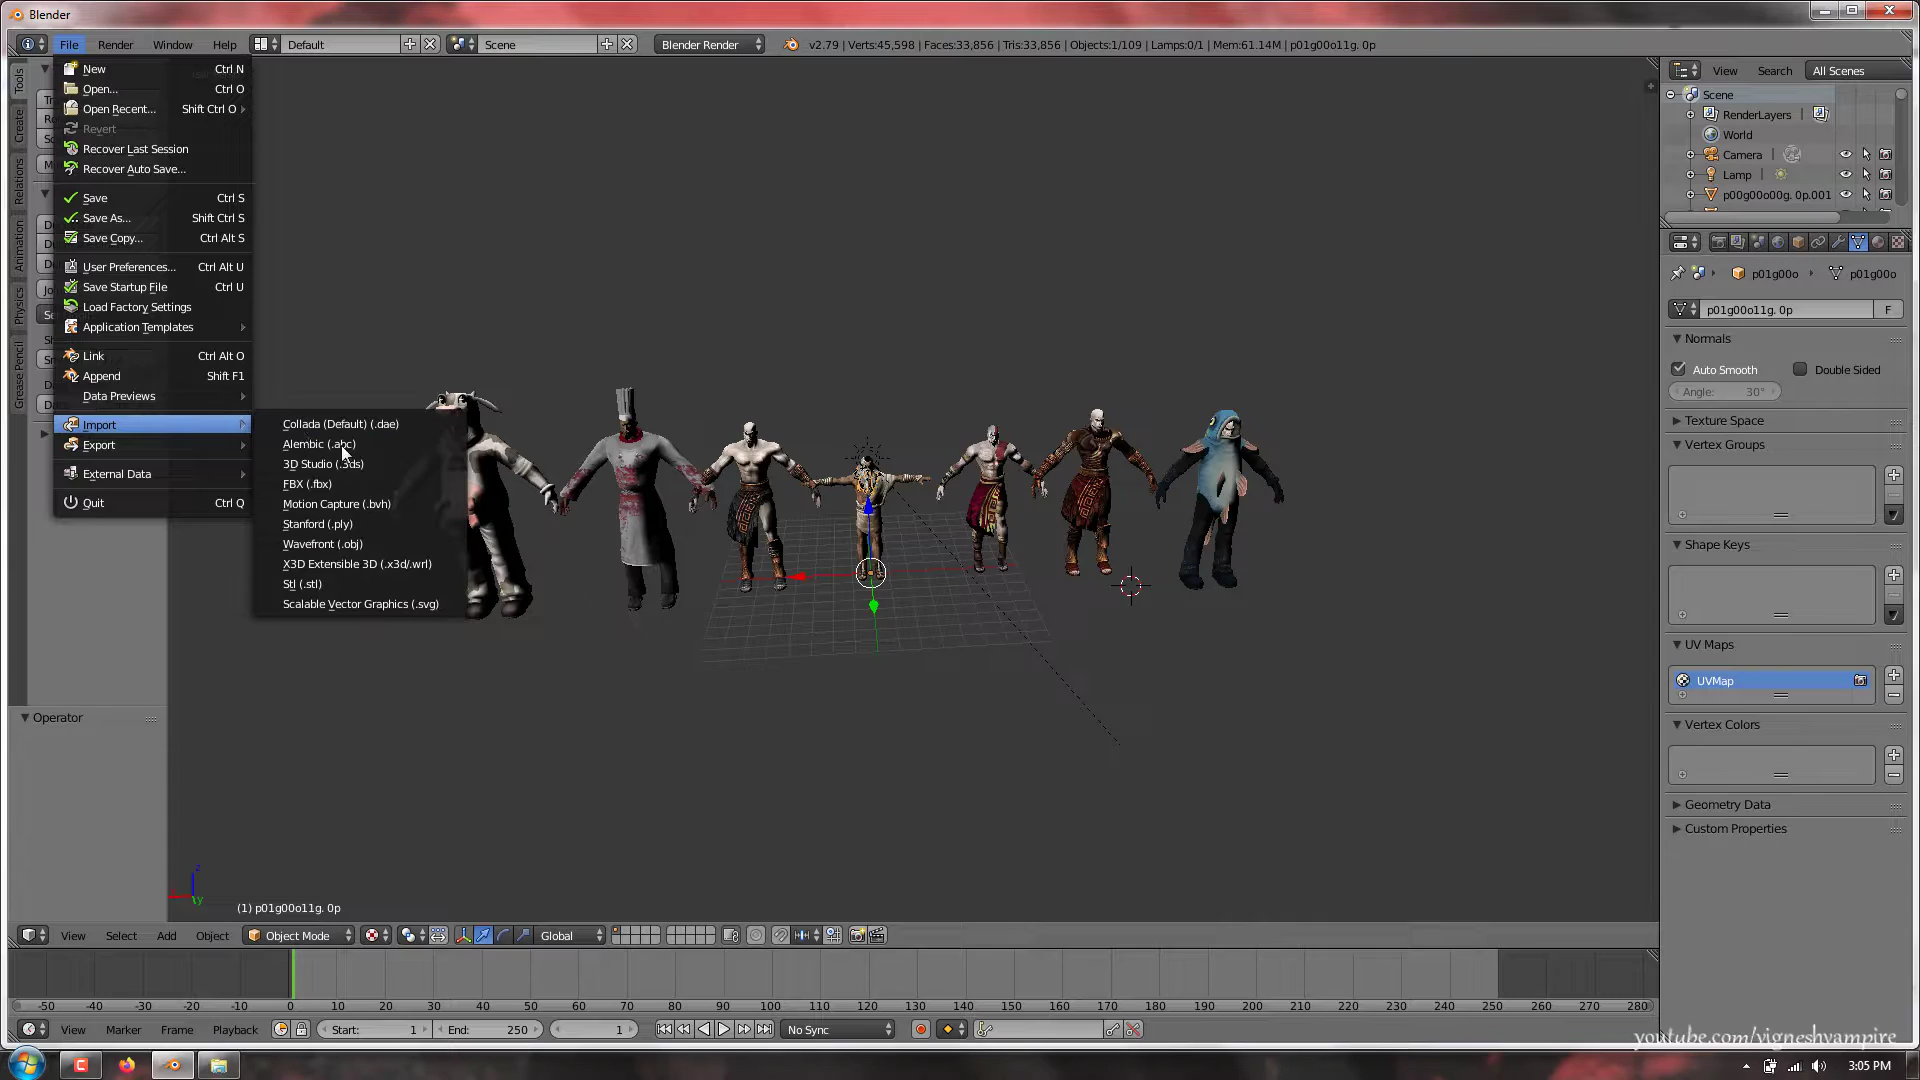 Blender
File Render Window Help Default Scene Blender Render v2.79 | Verts:45,598 | Faces:33,856 | Tris:33,856 | Objects:1/109 | Lamps:0/1 | Mem:61.14M | p01g00o11g. 0p
New Ctrl N
Open... Ctrl O
Open Recent... Shift Ctrl O
Revert
Recover Last Session
Recover Auto Save...
Save Ctrl S
Save As... Shift Ctrl S
Save Copy... Ctrl Alt S
User Preferences... Ctrl Alt U
Save Startup File Ctrl U
Load Factory Settings
Application Templates
Link Ctrl Alt O
Append Shift F1
Data Previews
Import
Export
External Data
Quit Ctrl Q
Collada (Default) (.dae)
Alembic (.abc)
3D Studio (.3ds)
FBX (.fbx)
Motion Capture (.bvh)
Stanford (.ply)
Wavefront (.obj)
X3D Extensible 3D (.x3d/.wrl)
Stl (.stl)
Scalable Vector Graphics (.svg)
Tools
Create
Relations
Animation
Physics
Grease Pencil
Operator
View Search All Scenes
Scene
RenderLayers
World
Camera
Lamp
p00g00o00g. 0p.001
p01g00o p01g00o
p01g00o11g. 0p F
Normals
Auto Smooth Double Sided
Angle: 30°
Texture Space
Vertex Groups
Shape Keys
UV Maps
UVMap
Vertex Colors
Geometry Data
Custom Properties
z
y
(1) p01g00o11g. 0p
View Select Add Object Object Mode Global
-50 -40 -30 -20 -10 0 10 20 30 40 50 60 70 80 90 100 110 120 130 140 150 160 170 180 190 200 210 220 230 240 250 260 270 280
View Marker Frame Playback Start: 1 End: 250 1 No Sync
youtube.com/vigneshvampire
3:05 PM